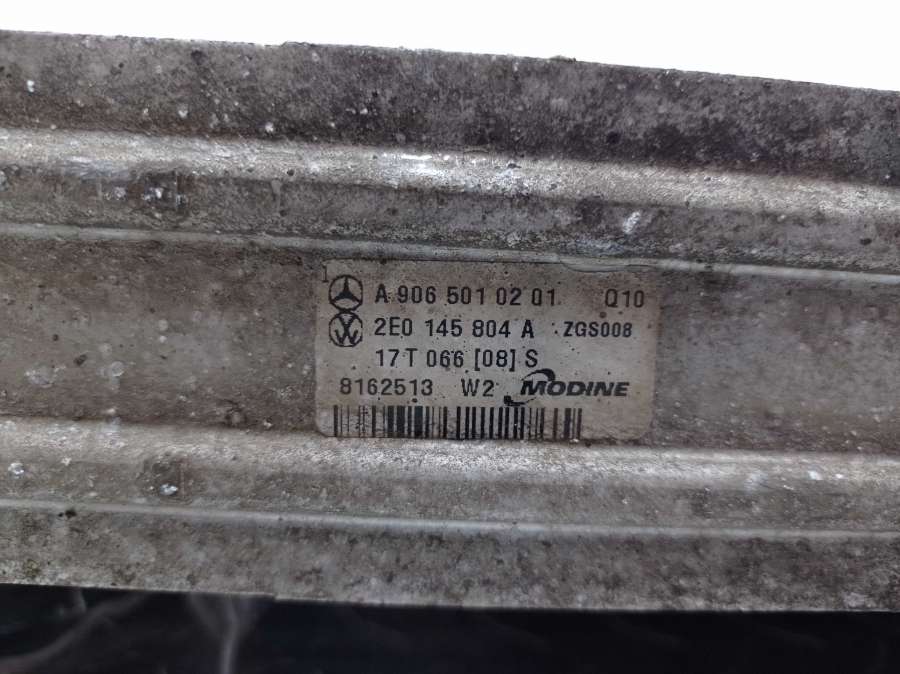 A 906 501 02 01 Q10
2E0 145 804 A ZGS008
17 T 066 [08] S
8162513 W2 MODINE